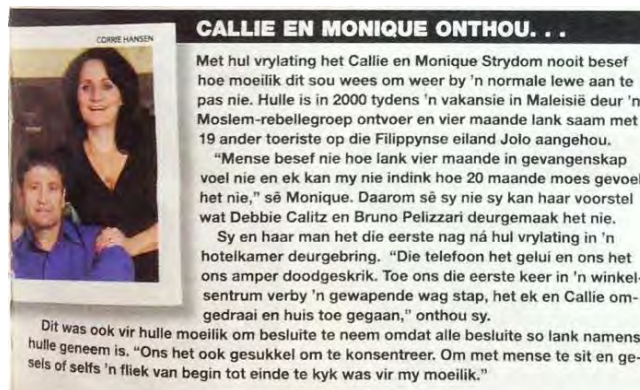 CORRIE HANSEN
CALLIE EN MONIQUE ONTHOU. . .
Met hul vrylating het Callie en Monique Strydom nooit besef
hoe moeilik dit sou wees om weer by 'n normale lewe aan te
pas nie. Hulle is in 2000 tydens 'n vakansie in Maleisië deur 'n
Moslem-rebellegroep ontvoer en vier maande lank saam met
19 ander toeriste op die Filippynse eiland Jolo aangehou.
"Mense besef nie hoe lank vier maande in gevangenskap
voel nie en ek kan my nie indink hoe 20 maande moes gevoel
het nie," sê Monique. Daarom sê sy nie sy kan haar voorstel
wat Debbie Calitz en Bruno Pelizzari deurgemaak het nie.
Sy en haar man het die eerste nag ná hul vrylating in 'n
hotelkamer deurgebring. "Die telefoon het gelui en ons het
ons amper doodgeskrik. Toe ons die eerste keer in 'n winkel-
sentrum verby 'n gewapende wag stap, het ek en Callie om-
gedraai en huis toe gegaan," onthou sy.
Dit was ook vir hulle moeilik om besluite te neem omdat alle besluite so lank namens
hulle geneem is. "Ons het ook gesukkel om te konsentreer. Om met mense te sit en ge-
sels of selfs 'n fliek van begin tot einde te kyk was vir my moeilik."